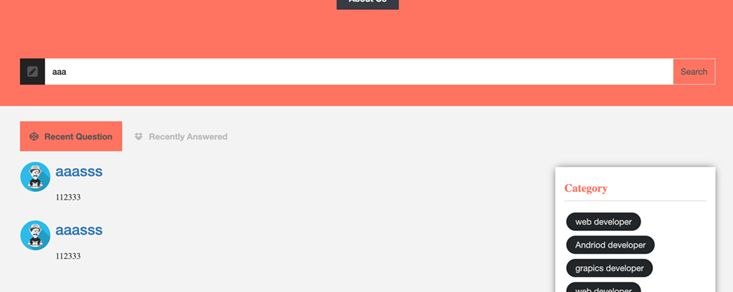 About Us
aaa
Search
Recent Question
Recently Answered
aaasss
112333
aaasss
112333
Category
web developer
Andriod developer
grapics developer
web developer